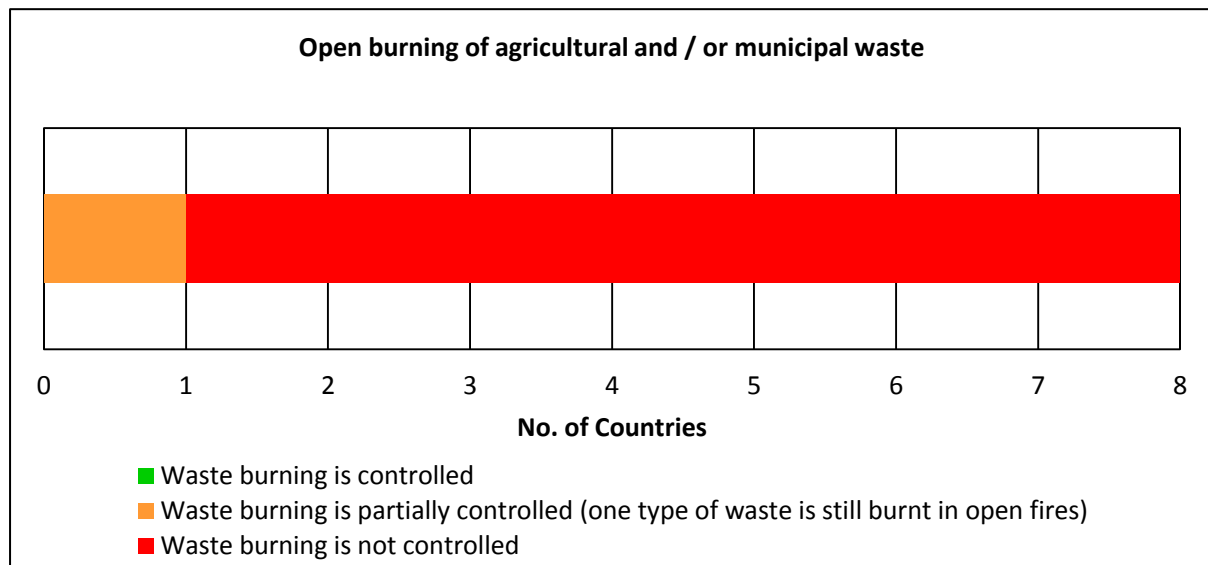 Open burning of agricultural and / or municipal waste
0 1 2 3 4 5 6 7 8
No. of Countries
Waste burning is controlled
Waste burning is partially controlled (one type of waste is still burnt in open fires)
Waste burning is not controlled